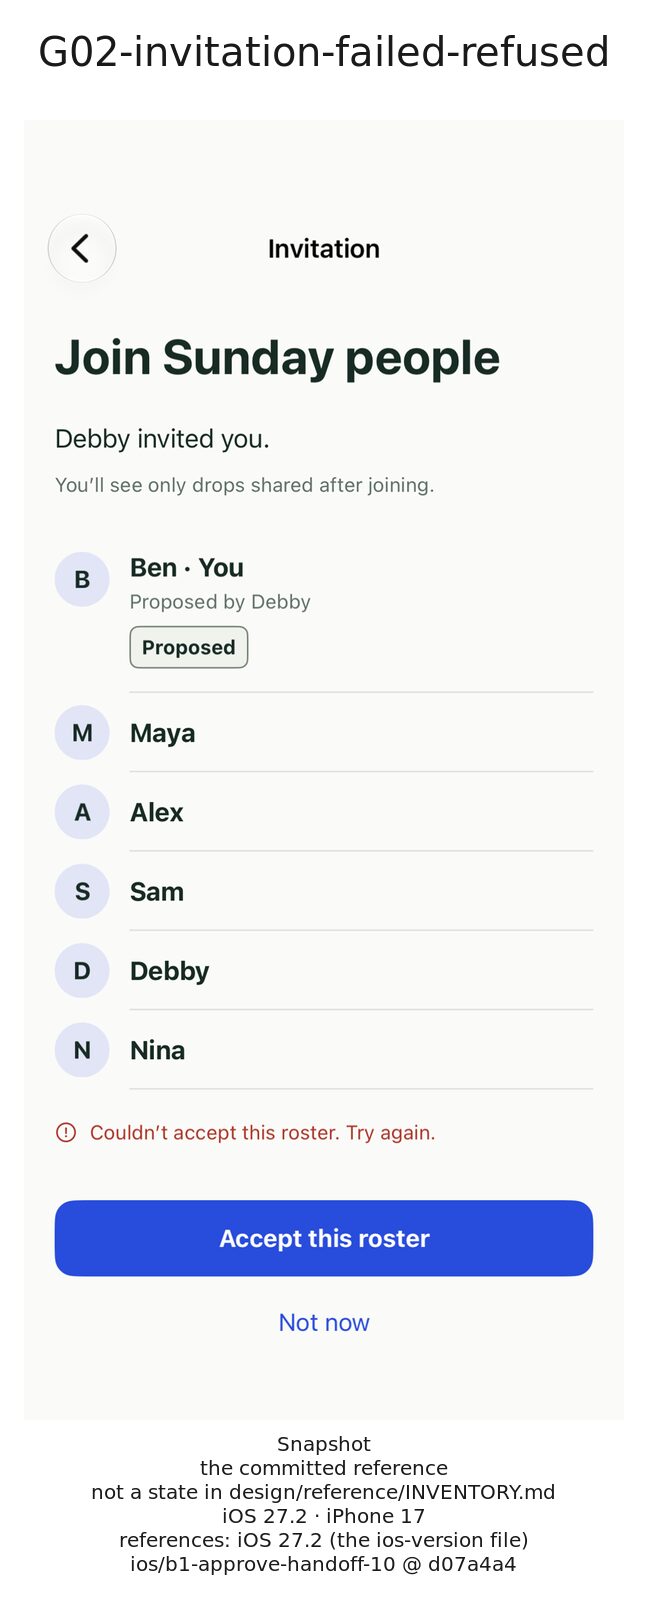 G02-invitation-failed-refused
Invitation
Join Sunday people
Debby invited you.
You’ll see only drops shared after joining.
B
Ben · You
Proposed by Debby
Proposed
M
Maya
A
Alex
S
Sam
D
Debby
N
Nina
Couldn’t accept this roster. Try again.
Accept this roster
Not now
Snapshot
the committed reference
not a state in design/reference/INVENTORY.md
iOS 27.2 · iPhone 17
references: iOS 27.2 (the ios-version file)
ios/b1-approve-handoff-10 @ d07a4a4